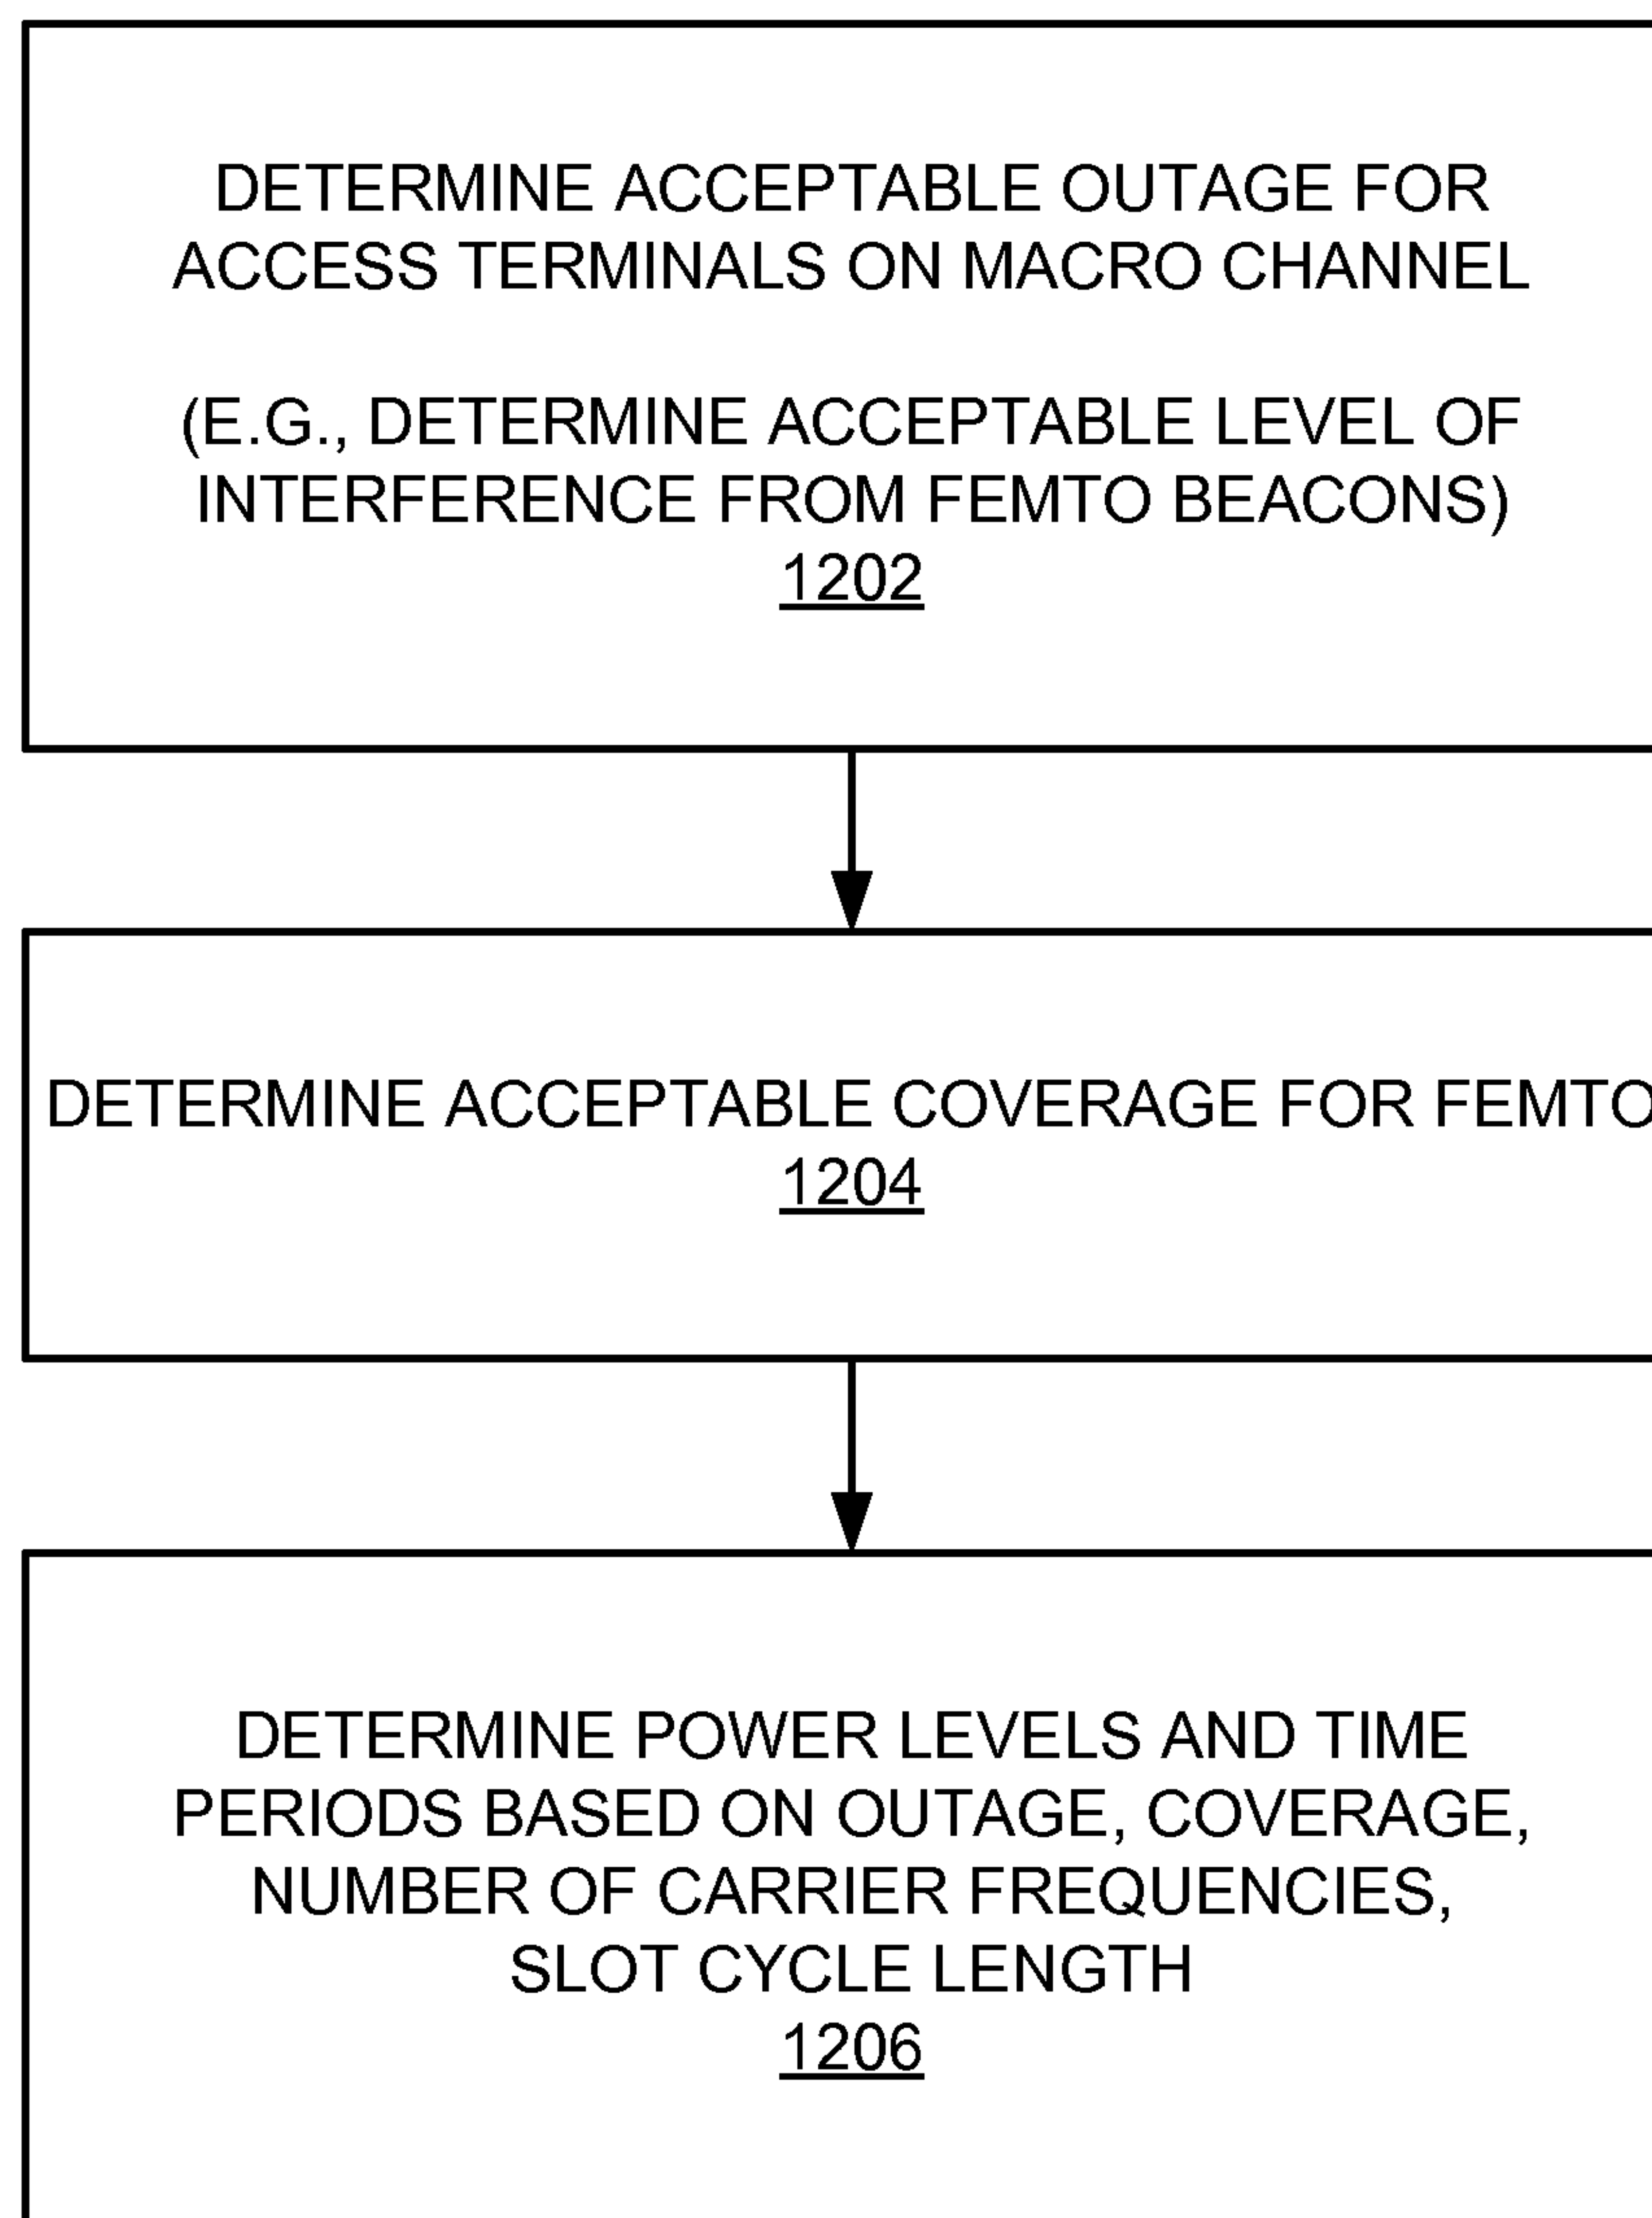 DETERMINE ACCEPTABLE OUTAGE FOR
ACCESS TERMINALS ON MACRO CHANNEL
(E.G., DETERMINE ACCEPTABLE LEVEL OF
INTERFERENCE FROM FEMTO BEACONS)
1202
DETERMINE ACCEPTABLE COVERAGE FOR FEMTO
1204
DETERMINE POWER LEVELS AND TIME
PERIODS BASED ON OUTAGE, COVERAGE,
NUMBER OF CARRIER FREQUENCIES,
SLOT CYCLE LENGTH
1206